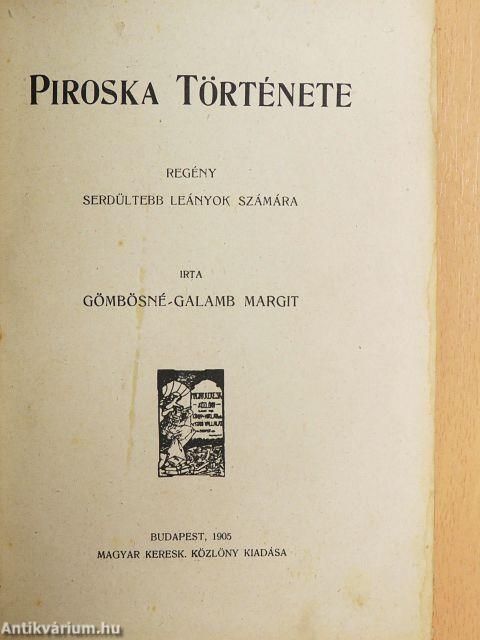 PIROSKA TÖRTÉNETE
REGÉNY
SERDÜLTEBB LEÁNYOK SZÁMÁRA
IRTA
GÖMBÖSNÉ-GALAMB MARGIT
BUDAPEST, 1905
MAGYAR KERESK. KÖZLÖNY KIADÁSA
Antikvárium.hu